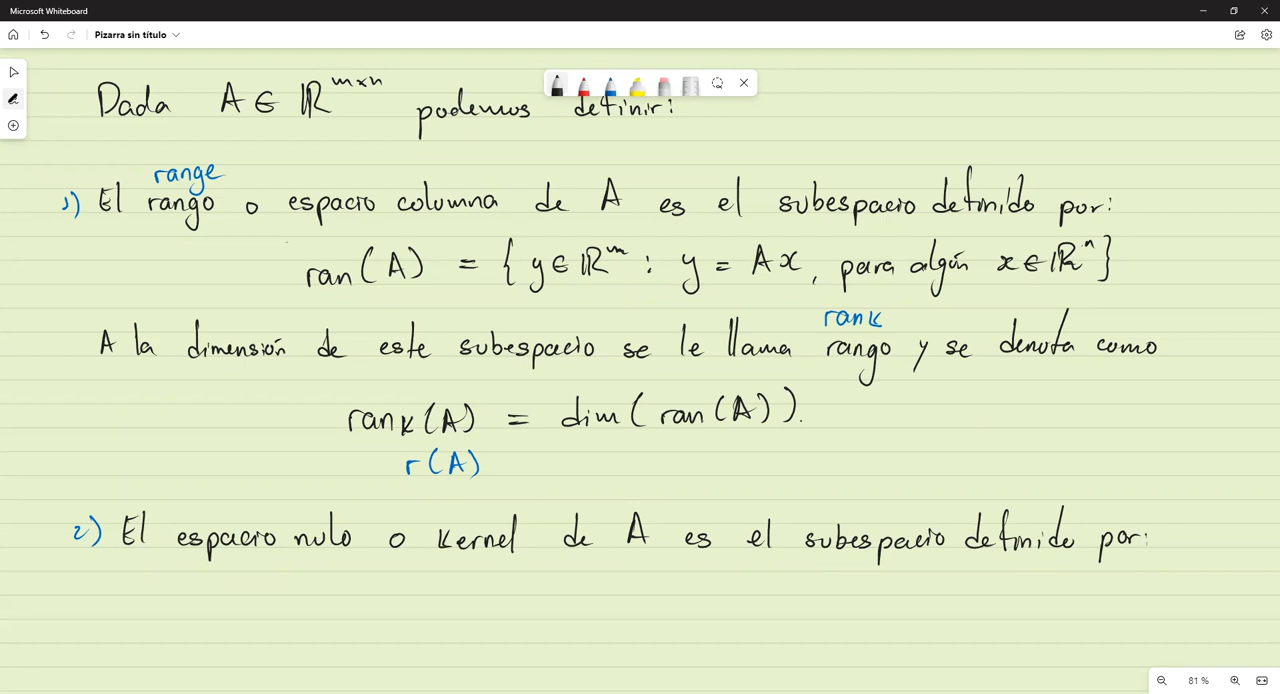 Microsoft Whiteboard
Pizarra sin título
Dada A ∈ ℝ^{m×n} podemos definir:
range
1) El rango o espacio columna de A es el subespacio definido por:
ran(A) = { y ∈ ℝ^m : y = Ax, para algún x ∈ ℝ^n }
rank
A la dimensión de este subespacio se le llama rango y se denota como
rank(A) = dim( ran(A) ).
r(A)
2) El espacio nulo o kernel de A es el subespacio definido por:
81 %